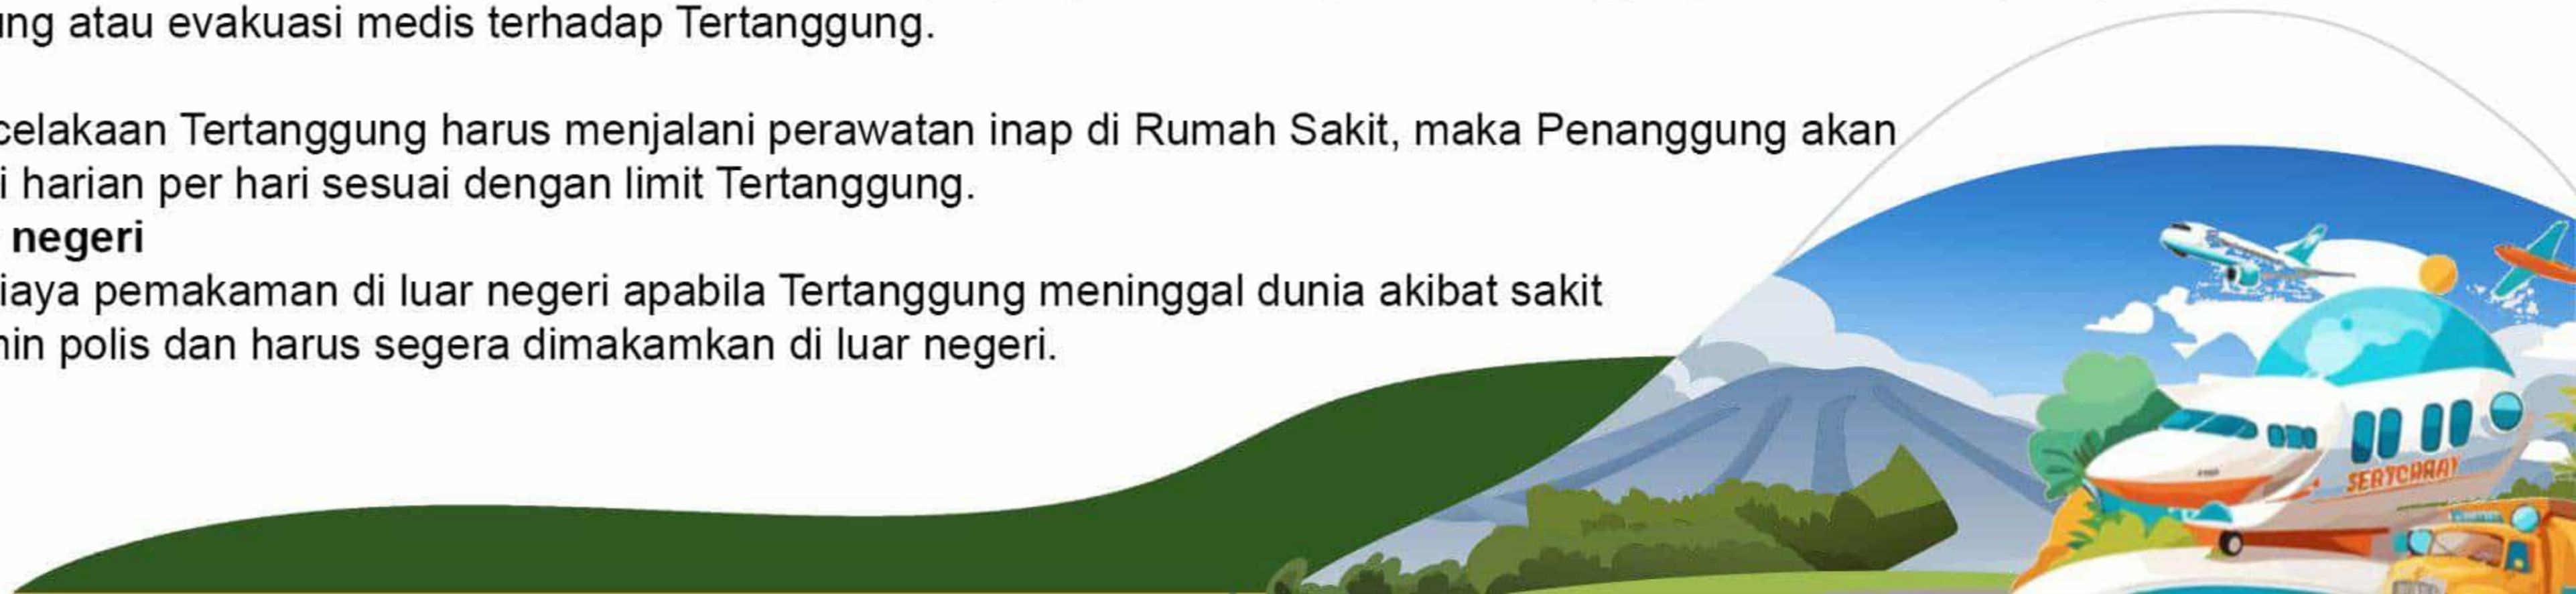 ung atau evakuasi medis terhadap Tertanggung.
celakaan Tertanggung harus menjalani perawatan inap di Rumah Sakit, maka Penanggung akan
i harian per hari sesuai dengan limit Tertanggung.
negeri
iaya pemakaman di luar negeri apabila Tertanggung meninggal dunia akibat sakit
min polis dan harus segera dimakamkan di luar negeri.
SERTCHRAY